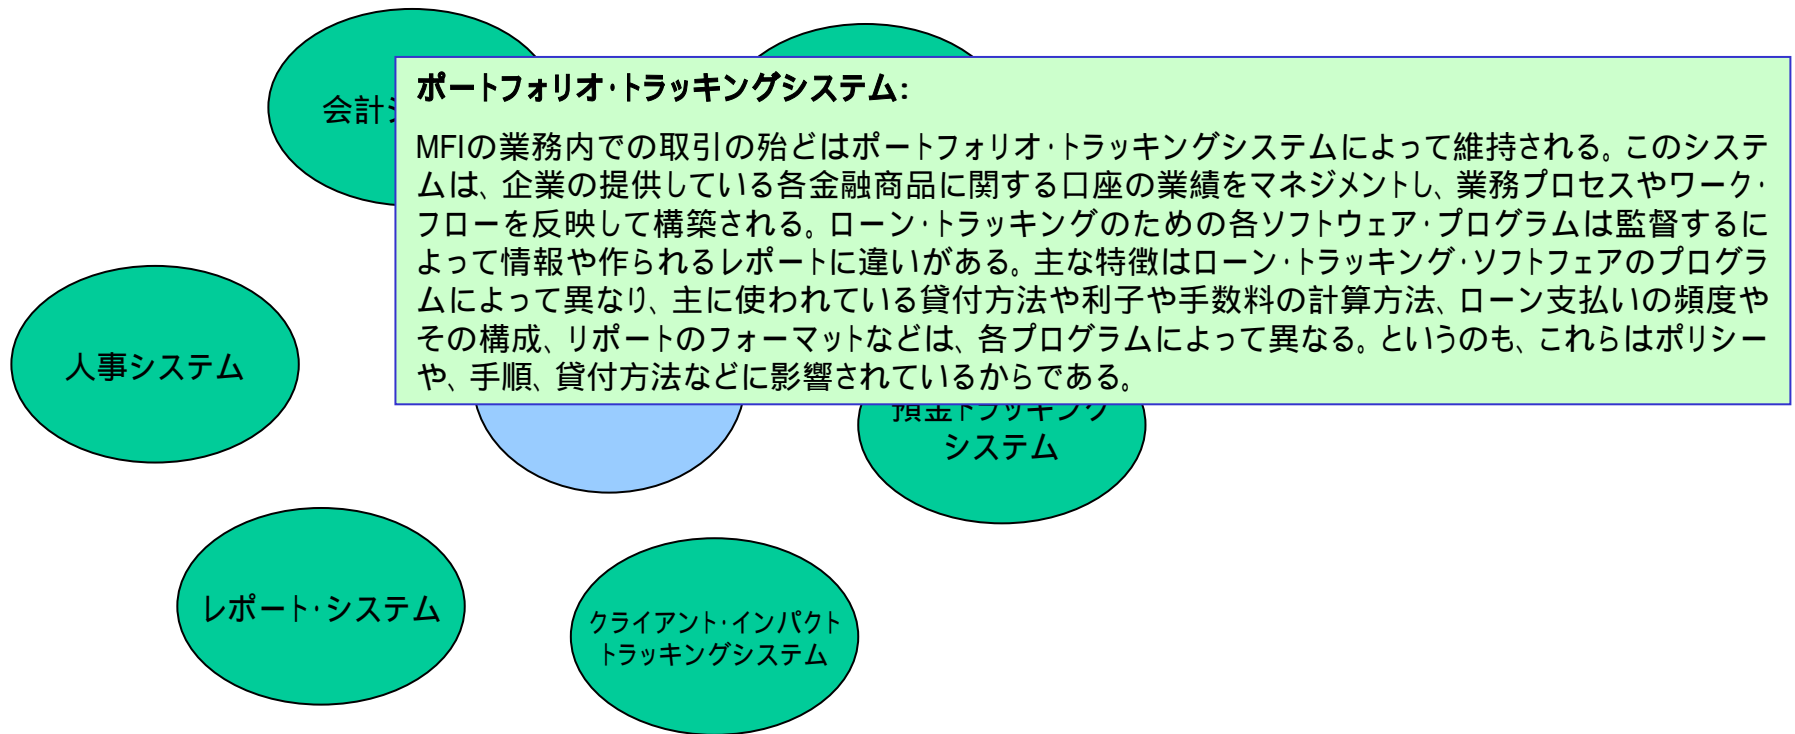 会計シ
ポートフォリオ・トラッキングシステム:
MFIの業務内での取引の殆どはポートフォリオ・トラッキングシステムによって維持される。このシステ
ムは、企業の提供している各金融商品に関する口座の業績をマネジメントし、業務プロセスやワーク・
フローを反映して構築される。ローン・トラッキングのための各ソフトウェア・プログラムは監督するに
よって情報や作られるレポートに違いがある。主な特徴はローン・トラッキング・ソフトフェアのプログラ
ムによって異なり、主に使われている貸付方法や利子や手数料の計算方法、ローン支払いの頻度や
その構成、リポートのフォーマットなどは、各プログラムによって異なる。というのも、これらはポリシー
や、手順、貸付方法などに影響されているからである。
人事システム
預金トラッキング
システム
レポート・システム
クライアント・インパクト
トラッキングシステム